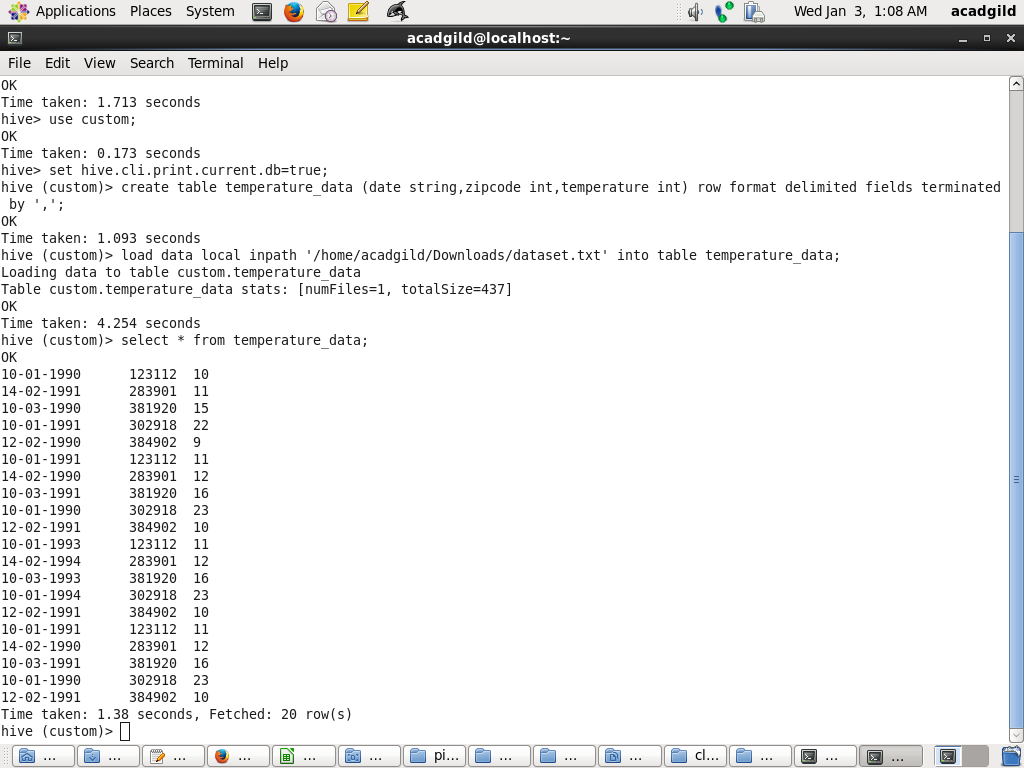 Applications Places System Wed Jan 3, 1:08 AM acadgild
acadgild@localhost:~
File Edit View Search Terminal Help
OK
Time taken: 1.713 seconds
hive> use custom;
OK
Time taken: 0.173 seconds
hive> set hive.cli.print.current.db=true;
hive (custom)> create table temperature_data (date string,zipcode int,temperature int) row format delimited fields terminated
 by ',';
OK
Time taken: 1.093 seconds
hive (custom)> load data local inpath '/home/acadgild/Downloads/dataset.txt' into table temperature_data;
Loading data to table custom.temperature_data
Table custom.temperature_data stats: [numFiles=1, totalSize=437]
OK
Time taken: 4.254 seconds
hive (custom)> select * from temperature_data;
OK
10-01-1990 123112 10
14-02-1991 283901 11
10-03-1990 381920 15
10-01-1991 302918 22
12-02-1990 384902 9
10-01-1991 123112 11
14-02-1990 283901 12
10-03-1991 381920 16
10-01-1990 302918 23
12-02-1991 384902 10
10-01-1993 123112 11
14-02-1994 283901 12
10-03-1993 381920 16
10-01-1994 302918 23
12-02-1991 384902 10
10-01-1991 123112 11
14-02-1990 283901 12
10-03-1991 381920 16
10-01-1990 302918 23
12-02-1991 384902 10
Time taken: 1.38 seconds, Fetched: 20 row(s)
hive (custom)>
... ... ... ... ... ... pi... ... ... ... cl... ... ... ...